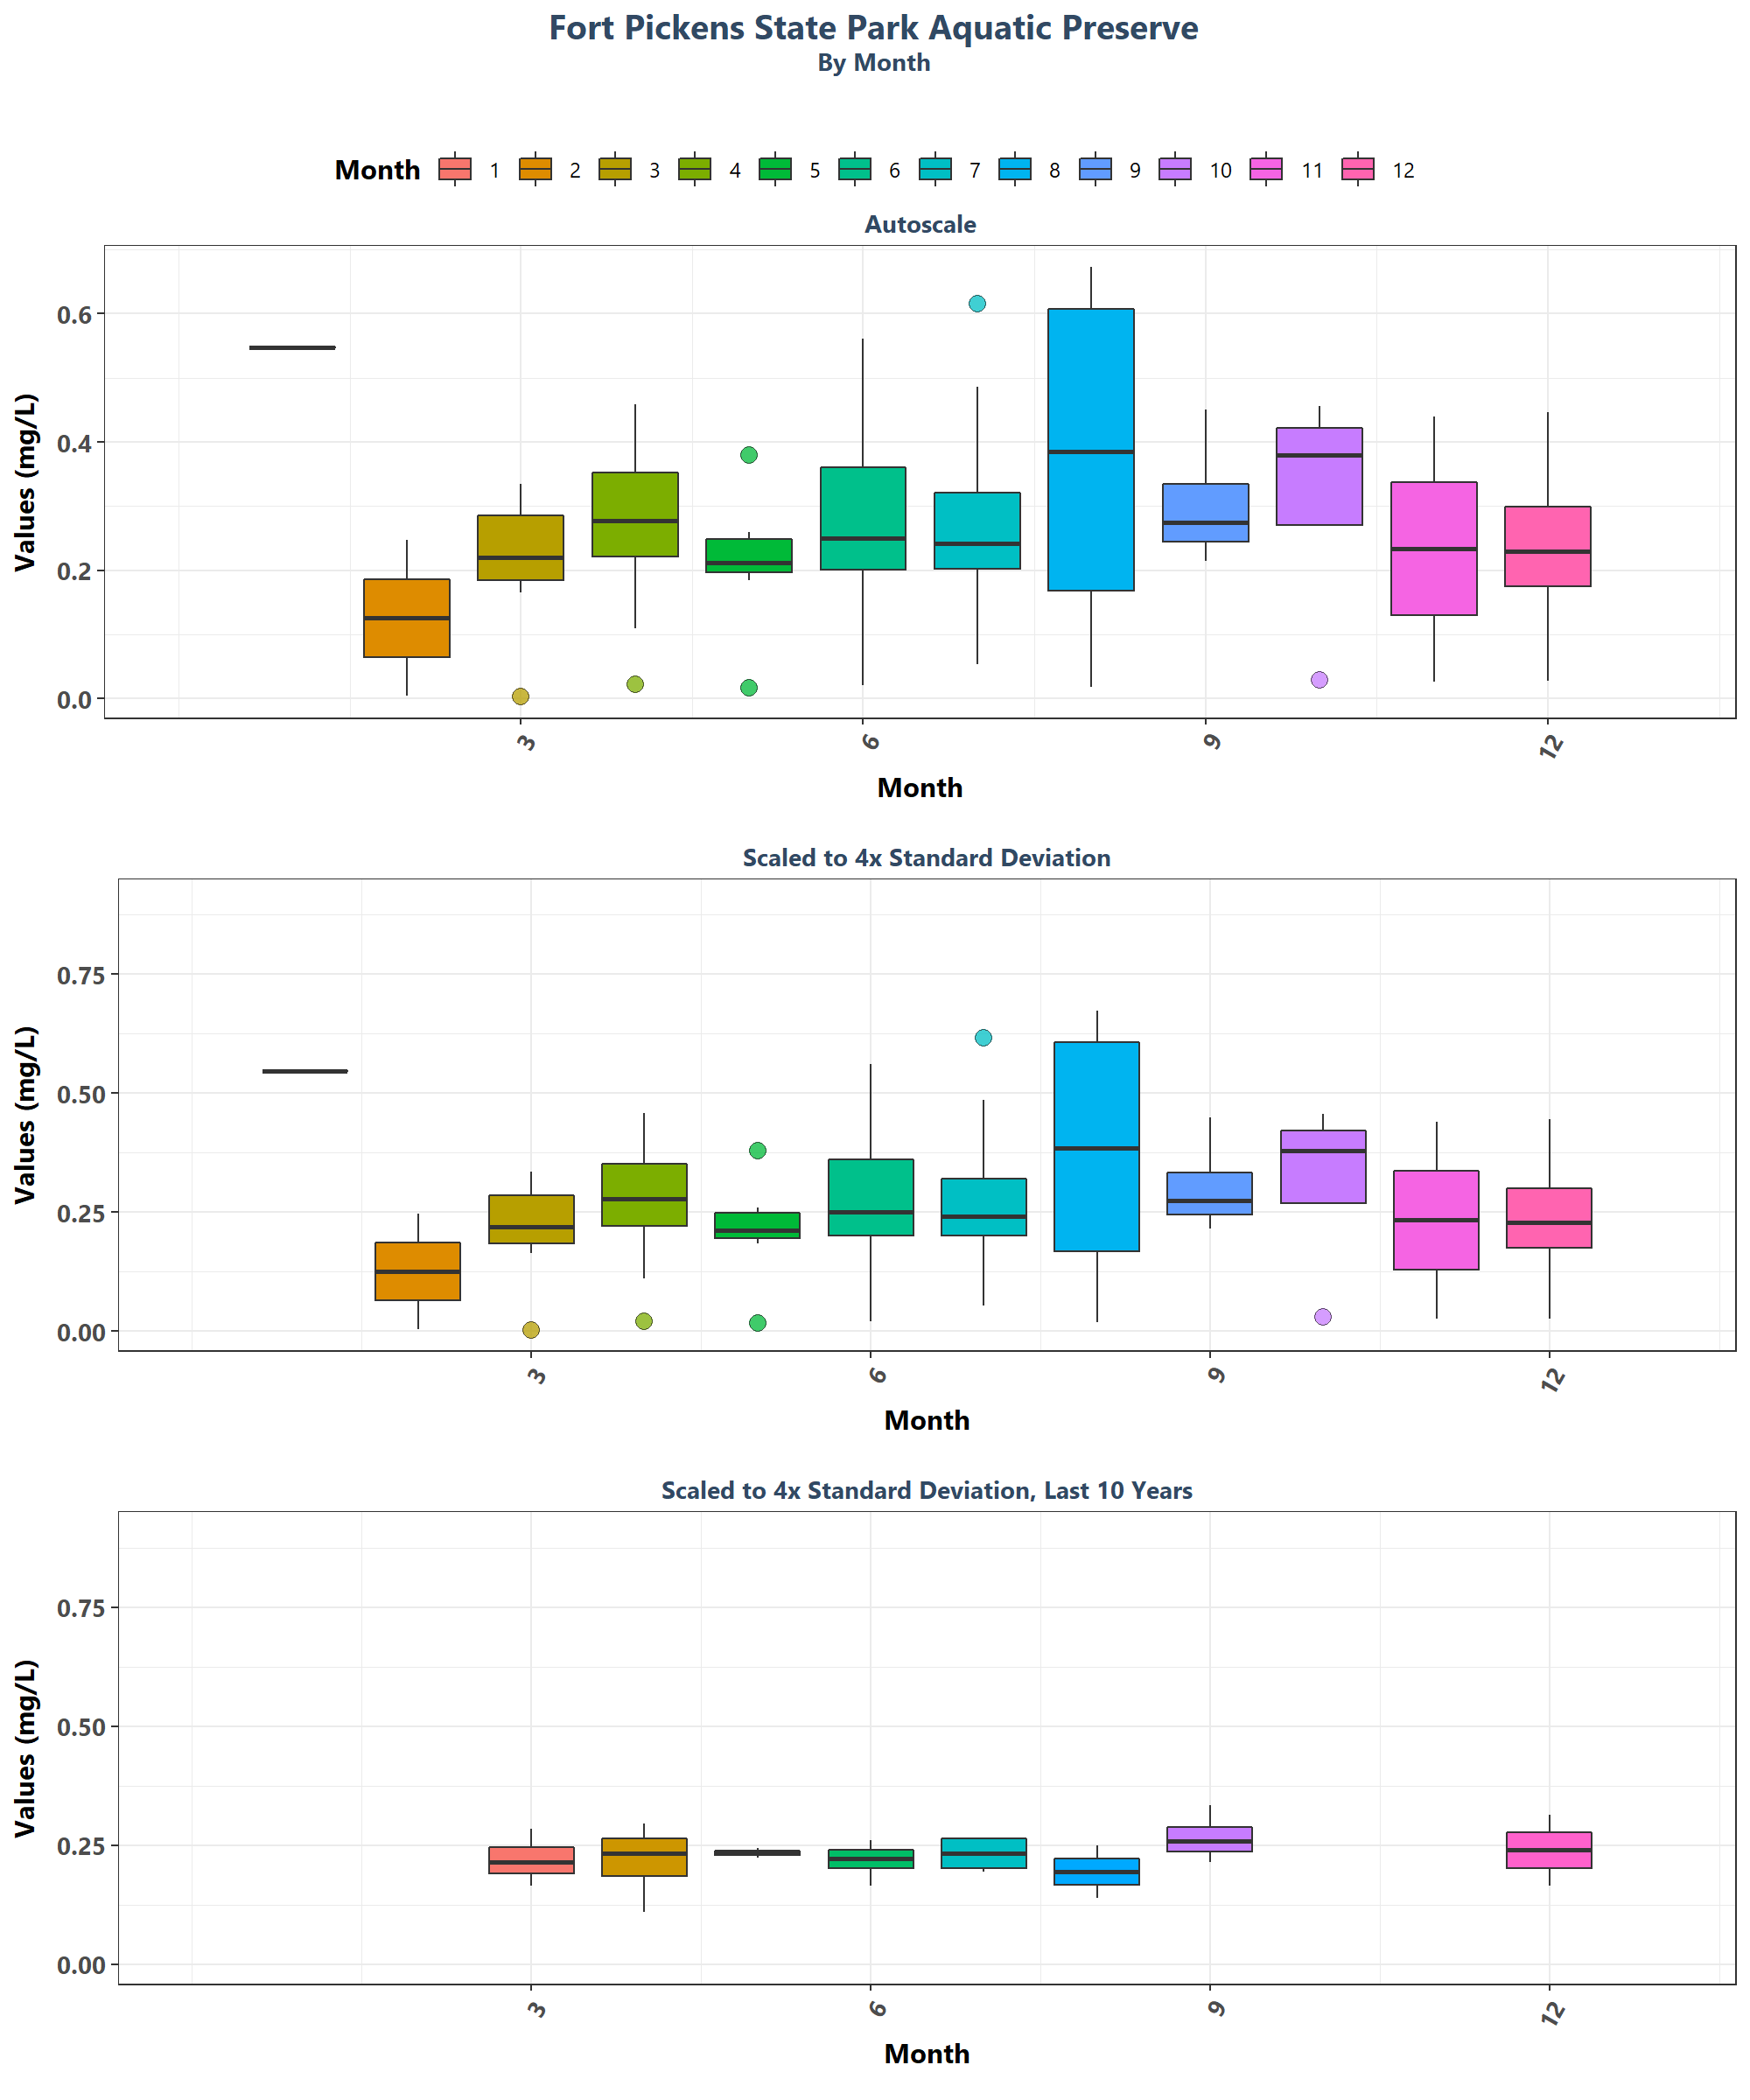 Fort Pickens State Park Aquatic Preserve
By Month
Month 1 2 3 4 5 6 7 8 9 10 11 12
Autoscale
Values (mg/L)
0.6
0.4
0.2
0.0
3 6 9 12
Month
Scaled to 4x Standard Deviation
Values (mg/L)
0.75
0.50
0.25
0.00
3 6 9 12
Month
Scaled to 4x Standard Deviation, Last 10 Years
Values (mg/L)
0.75
0.50
0.25
0.00
3 6 9 12
Month